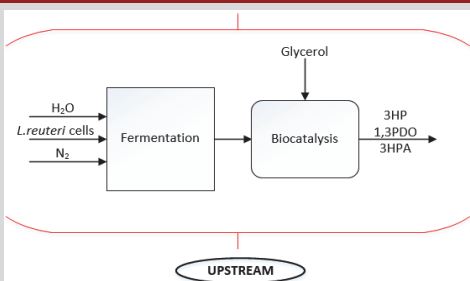 Glycerol
H₂O
L.reuteri cells
N₂
Fermentation
Biocatalysis
3HP
1,3PDO
3HPA
UPSTREAM